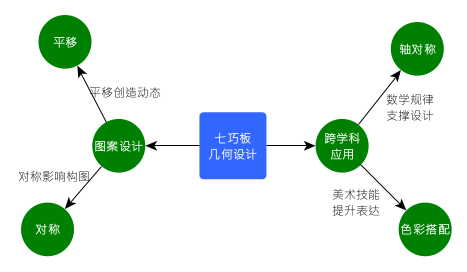 平移
轴对称
平移创造动态
数学规律
支撑设计
图案设计
七巧板
几何设计
跨学科
应用
对称影响构图
美术技能
提升表达
对称
色彩搭配